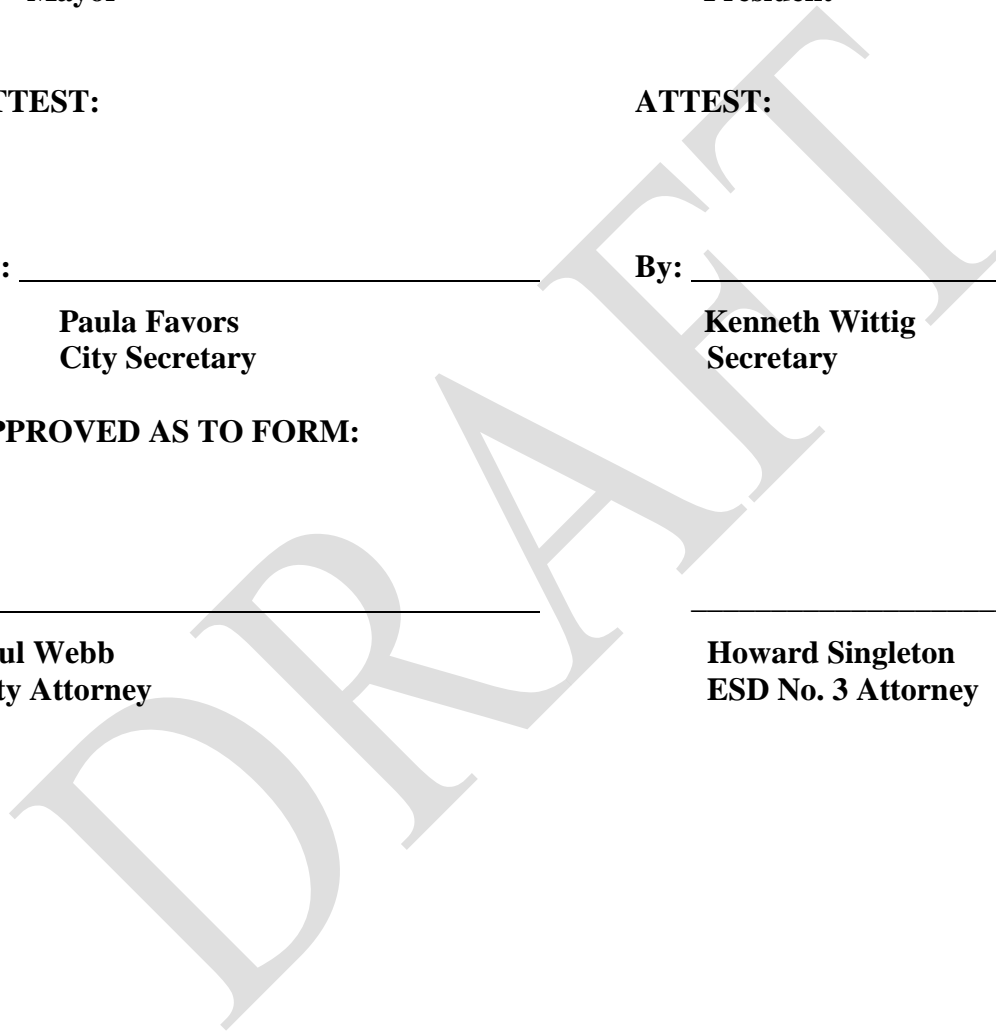 Mayor President
TTEST: ATTEST:
: By:
Paula Favors Kenneth Wittig
City Secretary Secretary
PPROVED AS TO FORM:
ul Webb Howard Singleton
ty Attorney ESD No. 3 Attorney
DRAFT